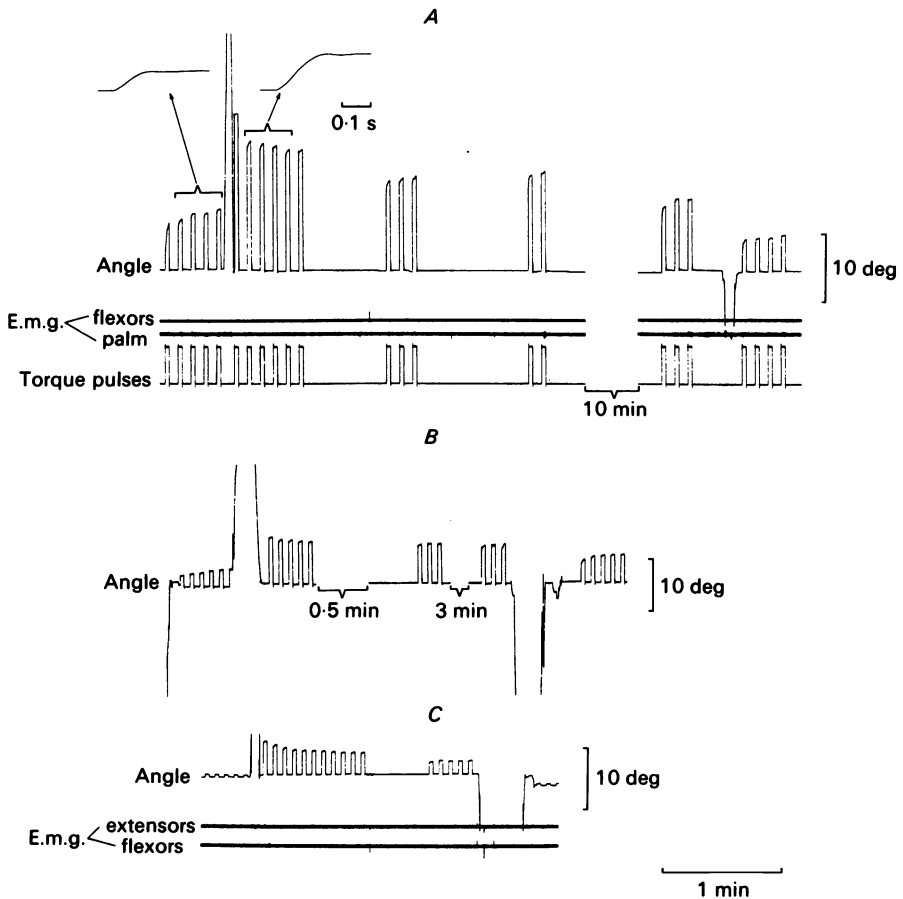 A
0·1 s
Angle
10 deg
E.m.g.
flexors
palm
Torque pulses
10 min
B
Angle
10 deg
0·5 min
3 min
C
Angle
10 deg
E.m.g.
extensors
flexors
1 min